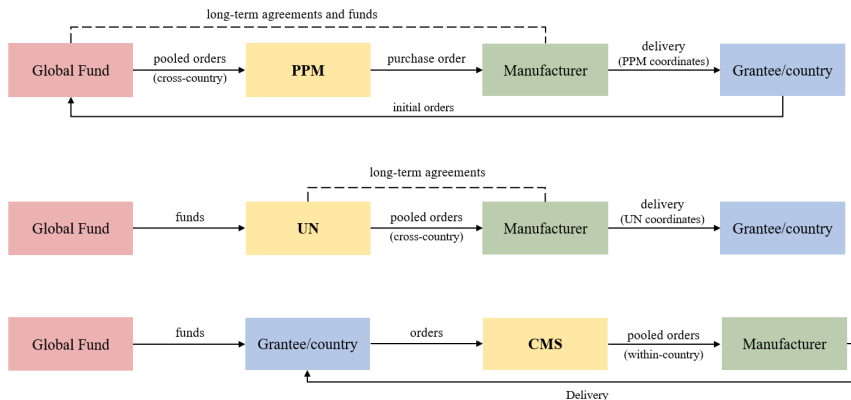 long-term agreements and funds
Global Fund
pooled orders
(cross-country)
PPM
purchase order
Manufacturer
delivery
(PPM coordinates)
Grantee/country
initial orders
long-term agreements
Global Fund
funds
UN
pooled orders
(cross-country)
Manufacturer
delivery
(UN coordinates)
Grantee/country
Global Fund
funds
Grantee/country
orders
CMS
pooled orders
(within-country)
Manufacturer
Delivery